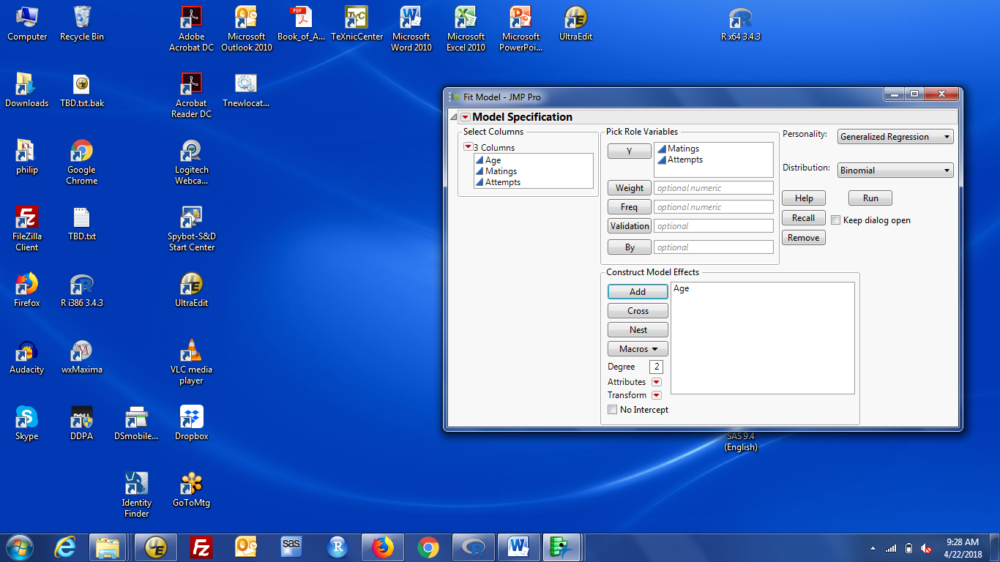 Computer
Recycle Bin
Adobe
Acrobat DC
Microsoft
Outlook 2010
Book_of_A...
TeXnicCenter
Microsoft
Word 2010
Microsoft
Excel 2010
Microsoft
PowerPoi...
UltraEdit
R x64 3.4.3
Downloads
TBD.txt.bak
Acrobat
Reader DC
Tnewlocat...
philip
Google
Chrome
Logitech
Webca...
FileZilla
Client
TBD.txt
Spybot-S&D
Start Center
Firefox
R i386 3.4.3
UltraEdit
Audacity
wxMaxima
VLC media
player
Skype
DDPA
DSmobile...
Dropbox
Identity
Finder
GoToMtg
SAS 9.4
(English)
Fit Model - JMP Pro
Model Specification
Select Columns
3 Columns
Age
Matings
Attempts
Pick Role Variables
Y
Matings
Attempts
Weight
optional numeric
Freq
optional numeric
Validation
optional
By
optional
Personality:
Generalized Regression
Distribution:
Binomial
Help
Run
Recall
Keep dialog open
Remove
Construct Model Effects
Add
Age
Cross
Nest
Macros
Degree
2
Attributes
Transform
No Intercept
9:28 AM
4/22/2018